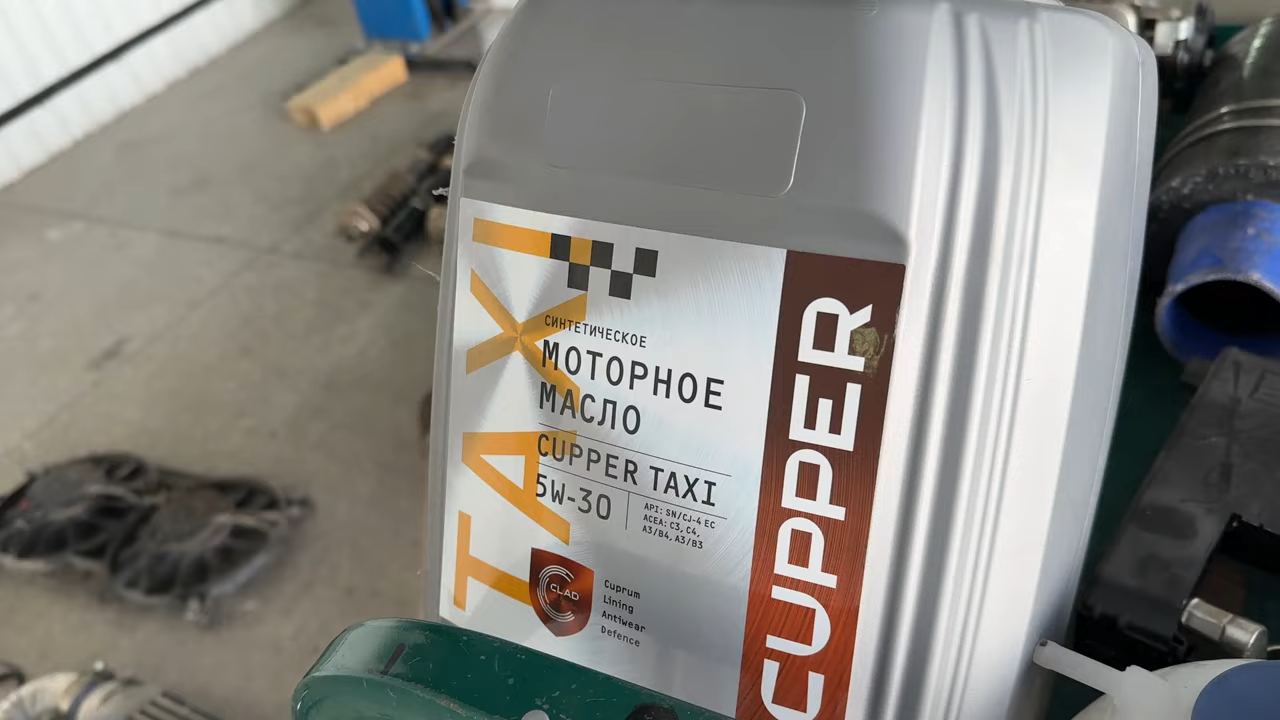 TAXI
СИНТЕТИЧЕСКОЕ
МОТОРНОЕ
МАСЛО
CUPPER TAXI
5W-30
API: SN/CJ-4 EC
ACEA: C3, C4,
A3/B4, A3/B3
CLAD
Cuprum
Lining
Antiwear
Defence
CUPPER